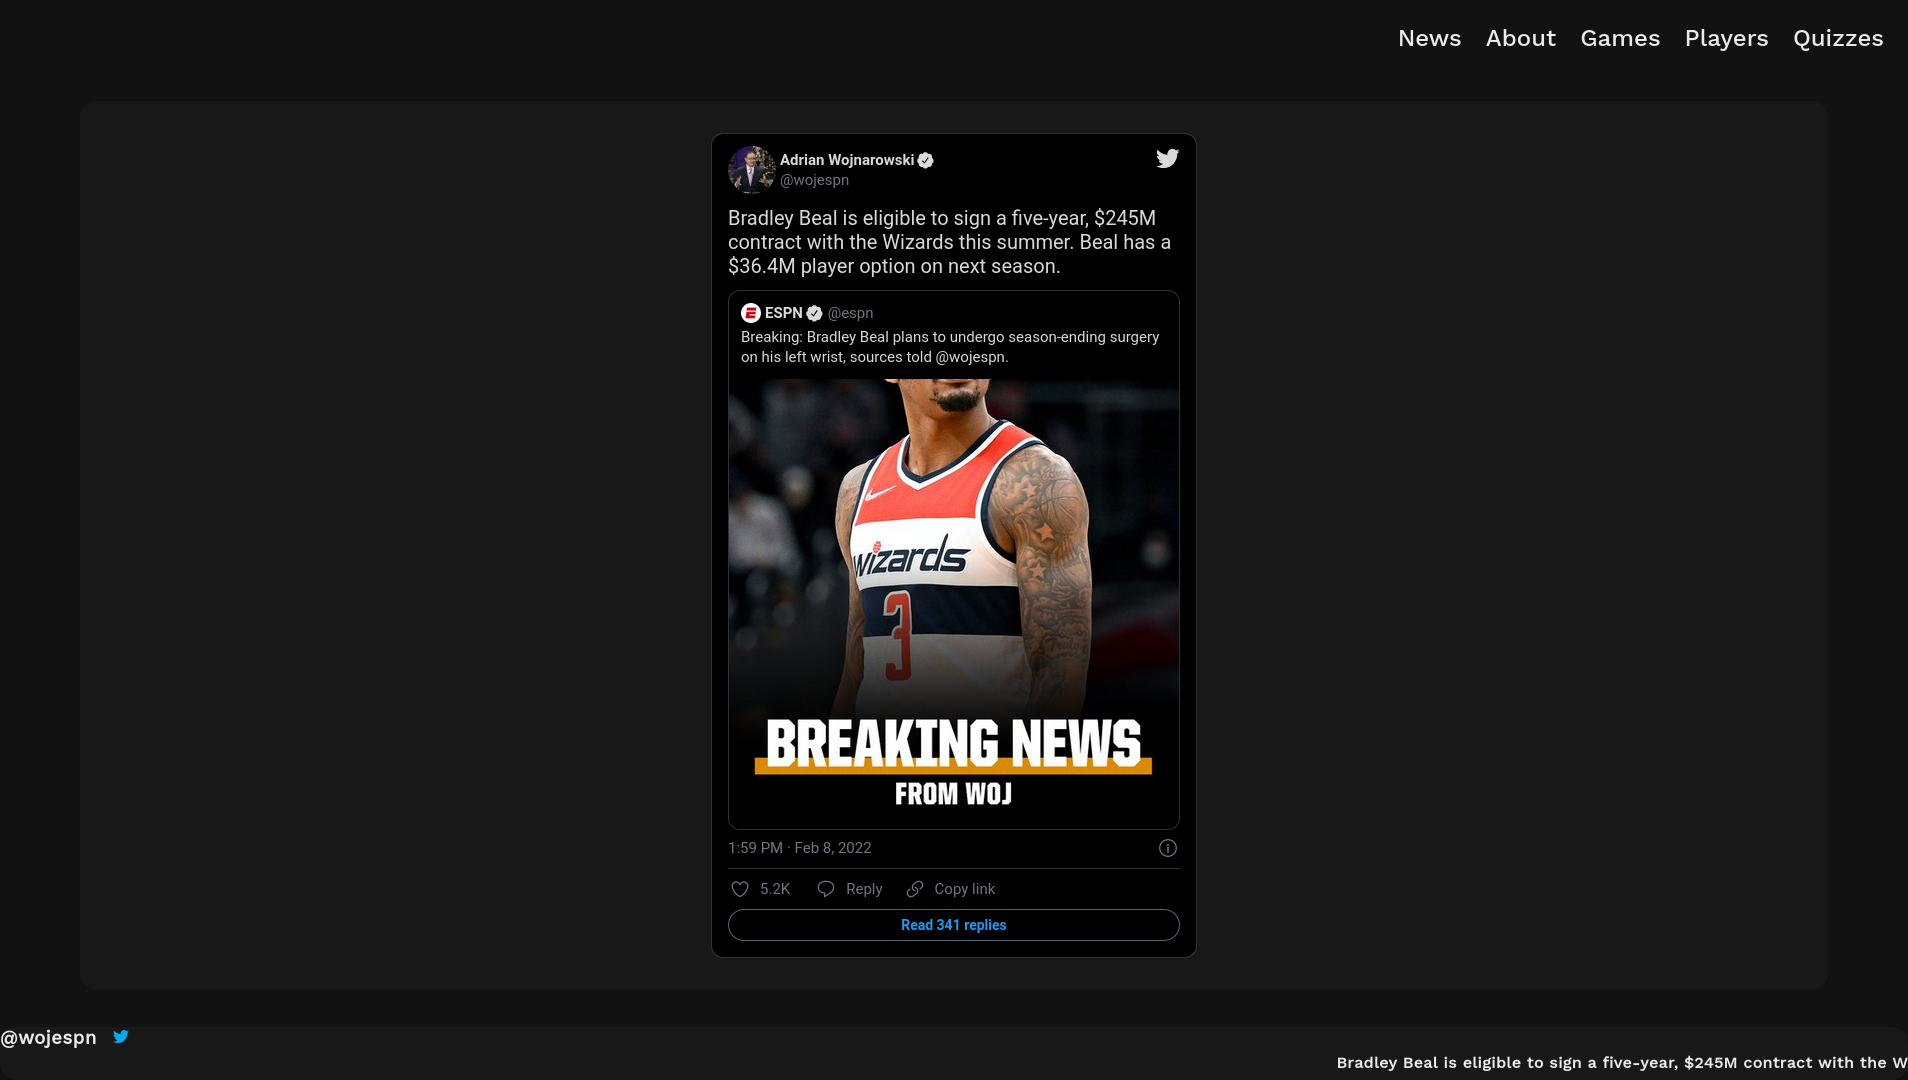 News About Games Players Quizzes
Adrian Wojnarowski
@wojespn
Bradley Beal is eligible to sign a five-year, $245M
contract with the Wizards this summer. Beal has a
$36.4M player option on next season.
ESPN @espn
Breaking: Bradley Beal plans to undergo season-ending surgery
on his left wrist, sources told @wojespn.
wizards
3
BREAKING NEWS
FROM WOJ
1:59 PM · Feb 8, 2022
5.2K Reply Copy link
Read 341 replies
@wojespn
Bradley Beal is eligible to sign a five-year, $245M contract with the W